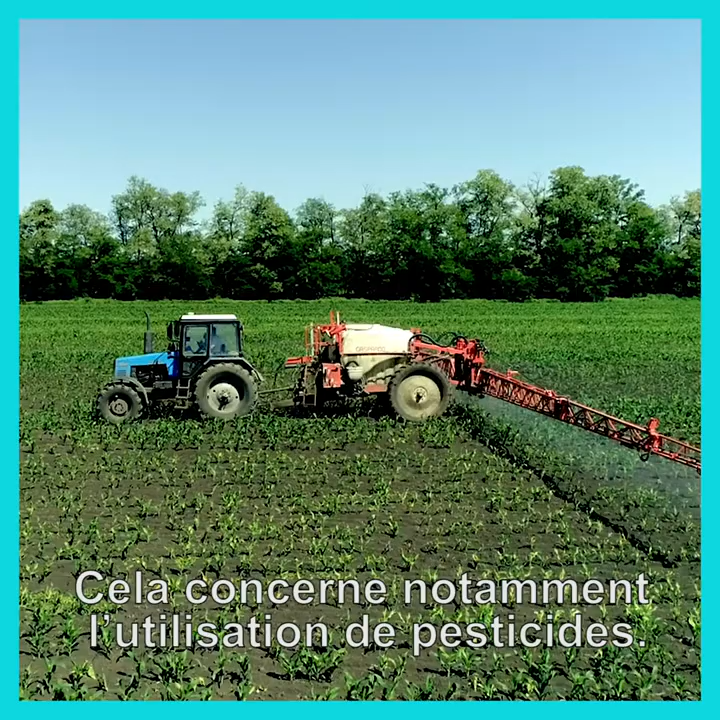 Cela concerne notamment
l'utilisation de pesticides.